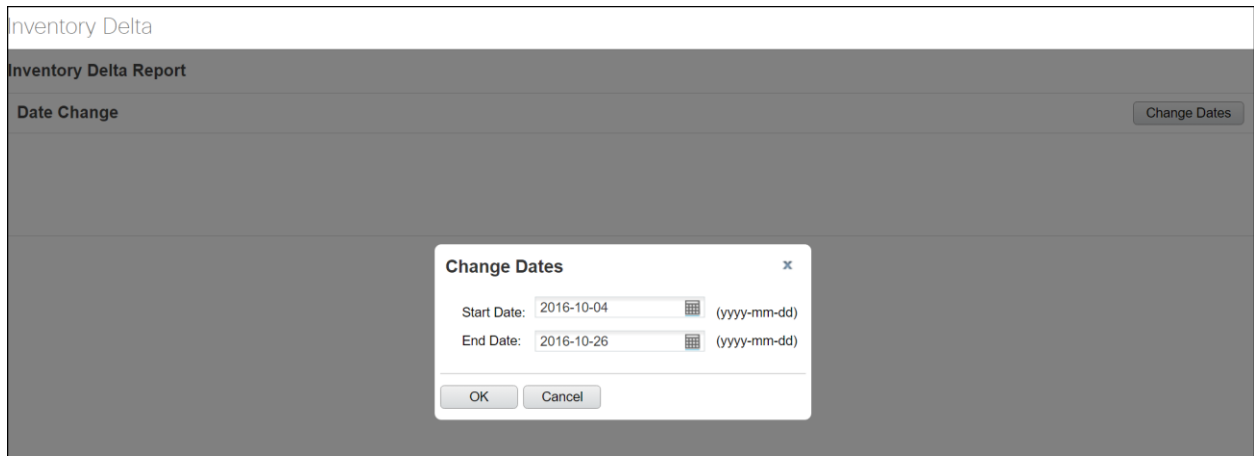 Inventory Delta
Inventory Delta Report
Date Change
Change Dates
Change Dates x
Start Date: 2016-10-04 (yyyy-mm-dd)
End Date: 2016-10-26 (yyyy-mm-dd)
OK Cancel